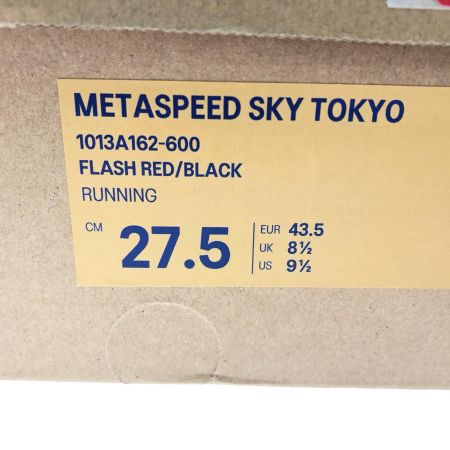 METASPEED SKY TOKYO
1013A162-600
FLASH RED/BLACK
RUNNING
CM 27.5
EUR 43.5
UK 8½
US 9½